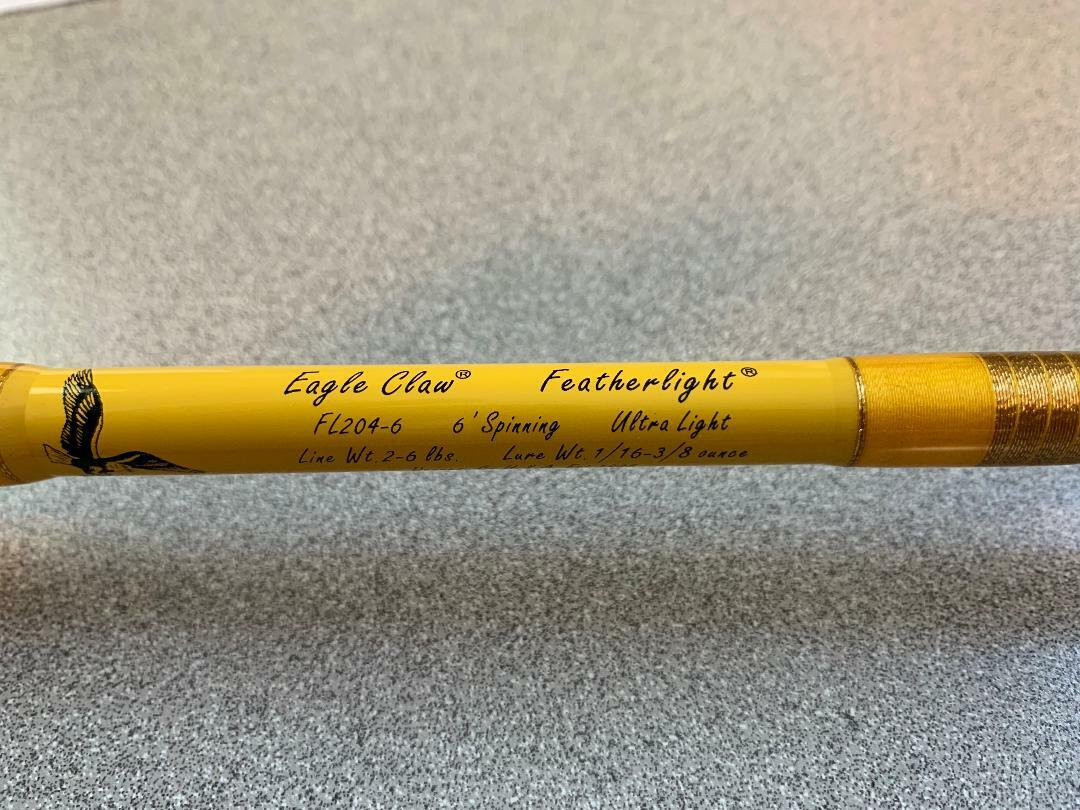 Eagle Claw® Featherlight®
FL204-6 6' Spinning Ultra Light
Line Wt. 2-6 lbs. Lure Wt. 1/16-3/8 ounce